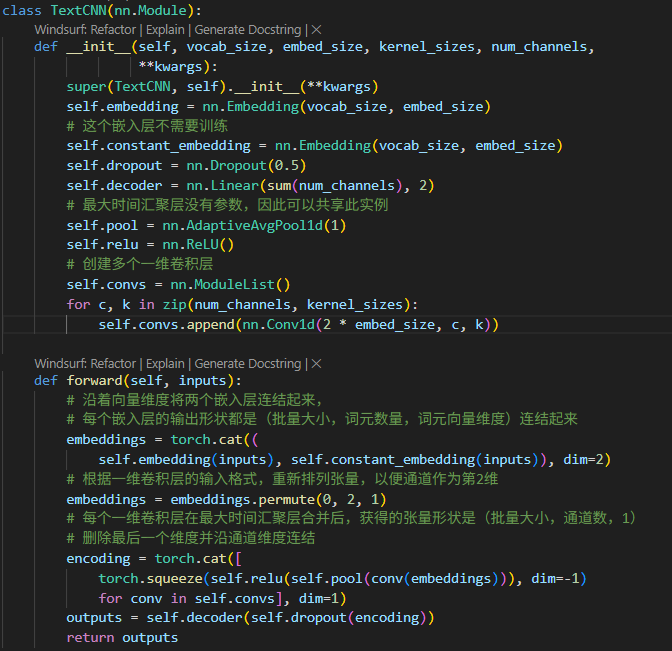 class TextCNN(nn.Module):
Windsurf: Refactor | Explain | Generate Docstring | ×
    def __init__(self, vocab_size, embed_size, kernel_sizes, num_channels,
                 **kwargs):
        super(TextCNN, self).__init__(**kwargs)
        self.embedding = nn.Embedding(vocab_size, embed_size)
        # 这个嵌入层不需要训练
        self.constant_embedding = nn.Embedding(vocab_size, embed_size)
        self.dropout = nn.Dropout(0.5)
        self.decoder = nn.Linear(sum(num_channels), 2)
        # 最大时间汇聚层没有参数，因此可以共享此实例
        self.pool = nn.AdaptiveAvgPool1d(1)
        self.relu = nn.ReLU()
        # 创建多个一维卷积层
        self.convs = nn.ModuleList()
        for c, k in zip(num_channels, kernel_sizes):
            self.convs.append(nn.Conv1d(2 * embed_size, c, k))
Windsurf: Refactor | Explain | Generate Docstring | ×
    def forward(self, inputs):
        # 沿着向量维度将两个嵌入层连结起来，
        # 每个嵌入层的输出形状都是（批量大小，词元数量，词元向量维度）连结起来
        embeddings = torch.cat((
            self.embedding(inputs), self.constant_embedding(inputs)), dim=2)
        # 根据一维卷积层的输入格式，重新排列张量，以便通道作为第2维
        embeddings = embeddings.permute(0, 2, 1)
        # 每个一维卷积层在最大时间汇聚层合并后，获得的张量形状是（批量大小，通道数，1）
        # 删除最后一个维度并沿通道维度连结
        encoding = torch.cat([
            torch.squeeze(self.relu(self.pool(conv(embeddings))), dim=-1)
            for conv in self.convs], dim=1)
        outputs = self.decoder(self.dropout(encoding))
        return outputs